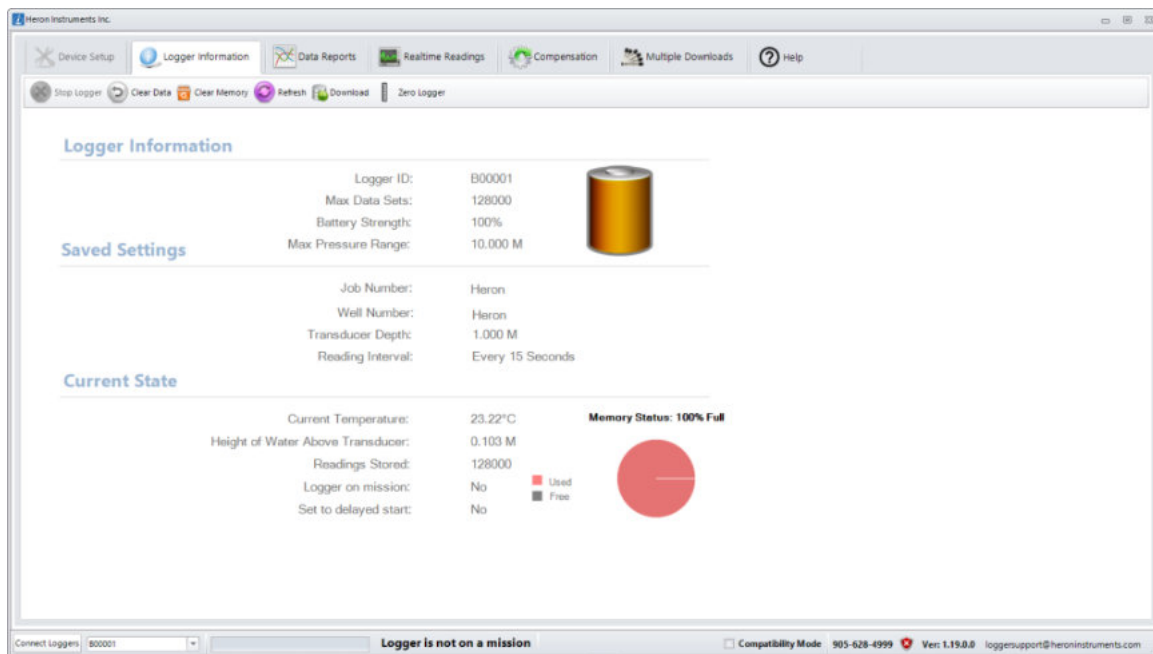 Heron Instruments Inc.
Device Setup Logger Information Data Reports Realtime Readings Compensation Multiple Downloads Help
Stop Logger Clear Data Clear Memory Refresh Download Zero Logger
Logger Information
Logger ID: B00001
Max Data Sets: 128000
Battery Strength: 100%
Max Pressure Range: 10.000 M
Saved Settings
Job Number: Heron
Well Number: Heron
Transducer Depth: 1.000 M
Reading Interval: Every 15 Seconds
Current State
Current Temperature: 23.22°C
Memory Status: 100% Full
Height of Water Above Transducer: 0.103 M
Readings Stored: 128000
Logger on mission: No
Used
Free
Set to delayed start: No
Connect Loggers B00001 Logger is not on a mission Compatibility Mode 905-628-4999 Ver: 1.19.0.0 loggersupport@heroninstruments.com